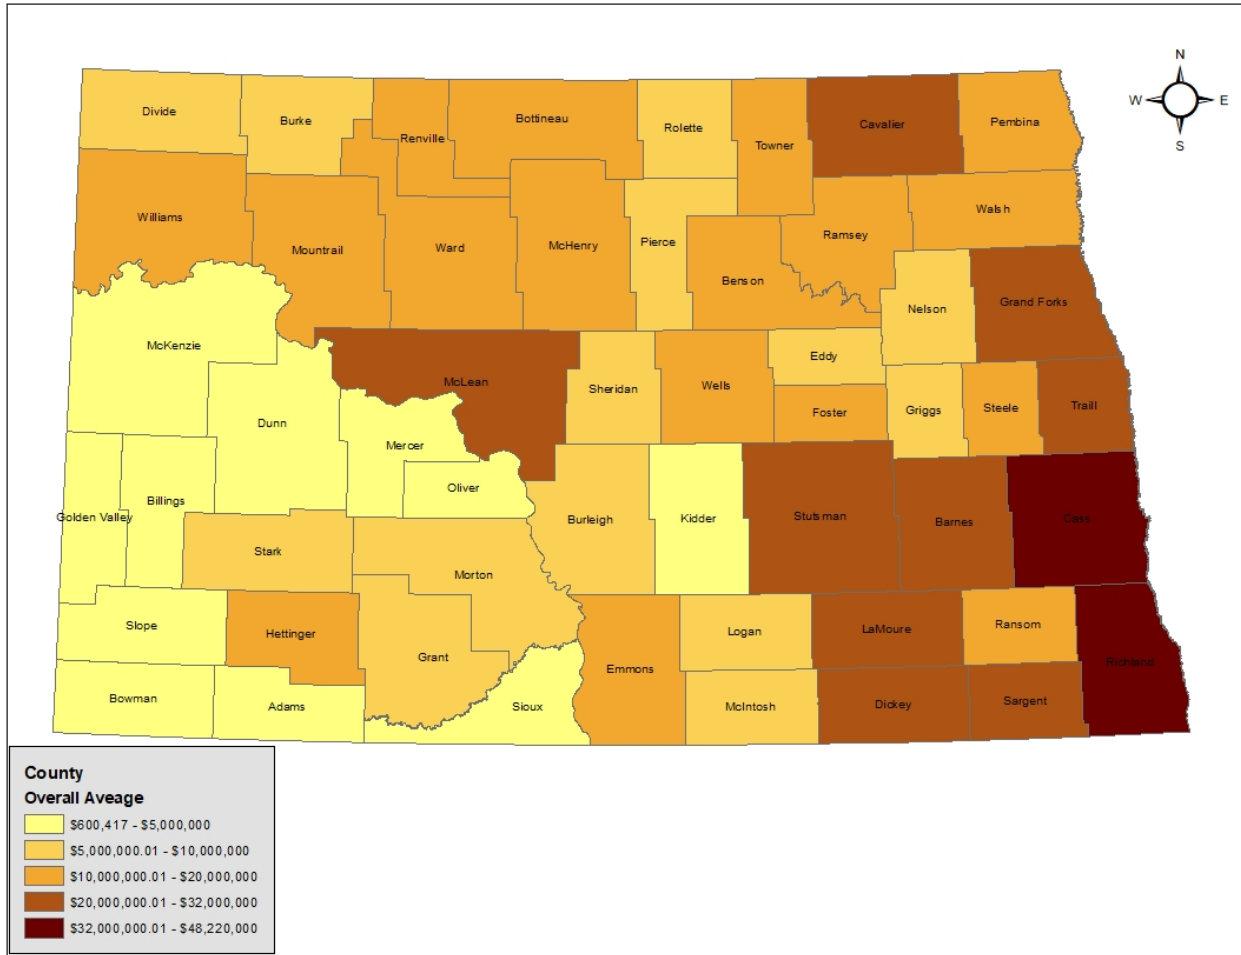 N
W E
S
Divide
Burke
Renville
Bottineau
Rolette
Towner
Cavalier
Pembina
Williams
Mountrail
Ward
McHenry
Pierce
Benson
Ramsey
Walsh
Nelson
Grand Forks
McKenzie
Dunn
McLean
Sheridan
Wells
Eddy
Foster
Griggs
Steele
Traill
Mercer
Oliver
Golden Valley
Billings
Stark
Morton
Burleigh
Kidder
Stutsman
Barnes
Cass
Slope
Hettinger
Grant
Emmons
Logan
LaMoure
Ransom
Richland
Bowman
Adams
Sioux
McIntosh
Dickey
Sargent
County
Overall Aveage
$600,417 - $5,000,000
$5,000,000.01 - $10,000,000
$10,000,000.01 - $20,000,000
$20,000,000.01 - $32,000,000
$32,000,000.01 - $48,220,000